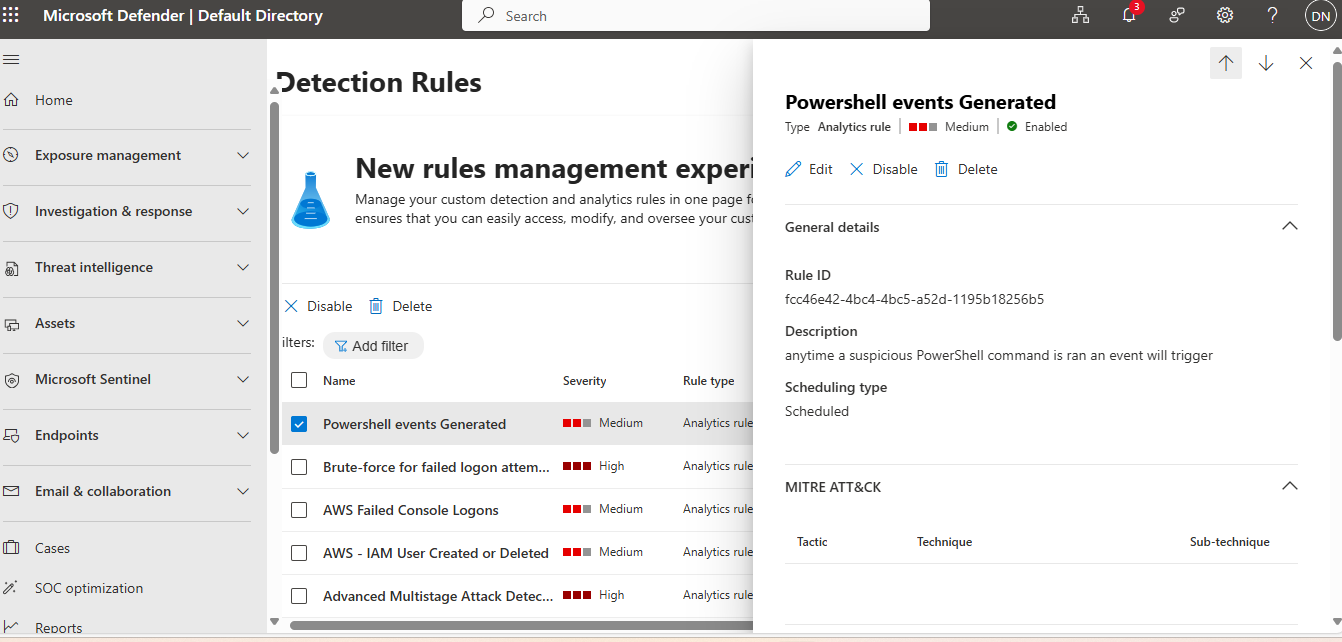 Microsoft Defender | Default Directory
Search
3
DN
Home
Exposure management
Investigation & response
Threat intelligence
Assets
Microsoft Sentinel
Endpoints
Email & collaboration
Cases
SOC optimization
Reports
Detection Rules
New rules management experi
Manage your custom detection and analytics rules in one page fo
ensures that you can easily access, modify, and oversee your cust
Disable Delete
ilters: Add filter
Name Severity Rule type
Powershell events Generated Medium Analytics rule
Brute-force for failed logon attem... High Analytics rule
AWS Failed Console Logons Medium Analytics rule
AWS - IAM User Created or Deleted Medium Analytics rule
Advanced Multistage Attack Detec... High Analytics rule
Powershell events Generated
Type Analytics rule Medium Enabled
Edit Disable Delete
General details
Rule ID
fcc46e42-4bc4-4bc5-a52d-1195b18256b5
Description
anytime a suspicious PowerShell command is ran an event will trigger
Scheduling type
Scheduled
MITRE ATT&CK
Tactic Technique Sub-technique